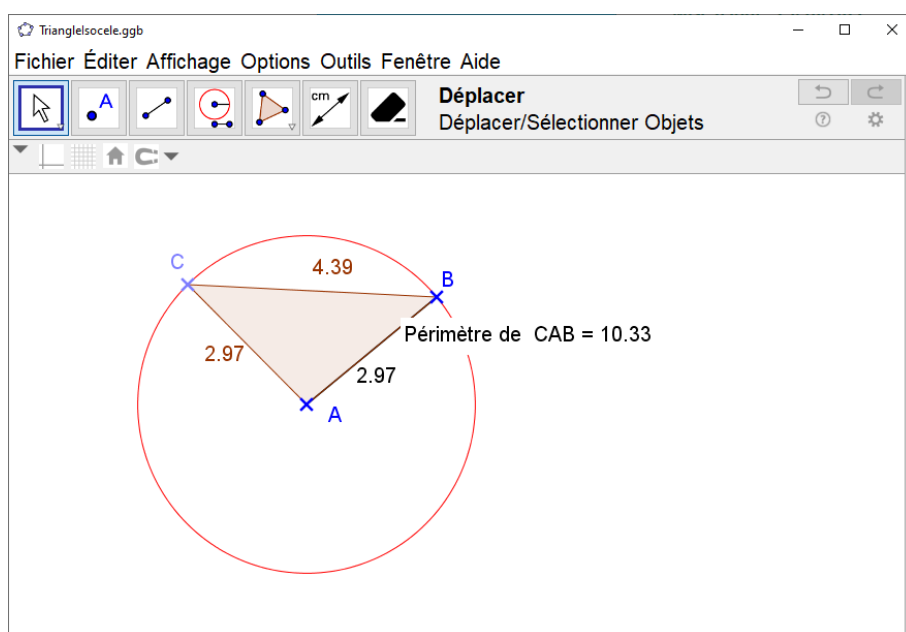 TriangleIsocele.ggb
Fichier Éditer Affichage Options Outils Fenêtre Aide
A
cm
Déplacer
Déplacer/Sélectionner Objets
?
C
4.39
B
Périmètre de CAB = 10.33
2.97
2.97
A